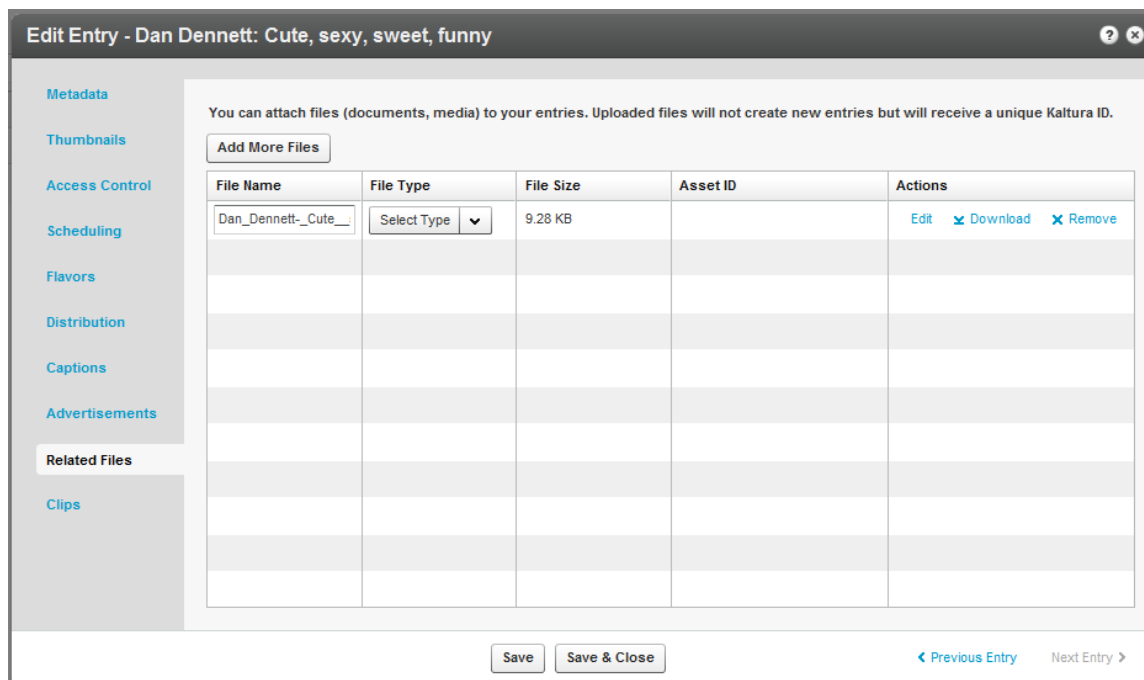 Edit Entry - Dan Dennett: Cute, sexy, sweet, funny
Metadata
Thumbnails
Access Control
Scheduling
Flavors
Distribution
Captions
Advertisements
Related Files
Clips
You can attach files (documents, media) to your entries. Uploaded files will not create new entries but will receive a unique Kaltura ID.
Add More Files
File Name File Type File Size Asset ID Actions
Dan_Dennett-_Cute__ Select Type 9.28 KB Edit Download Remove
Save Save & Close Previous Entry Next Entry